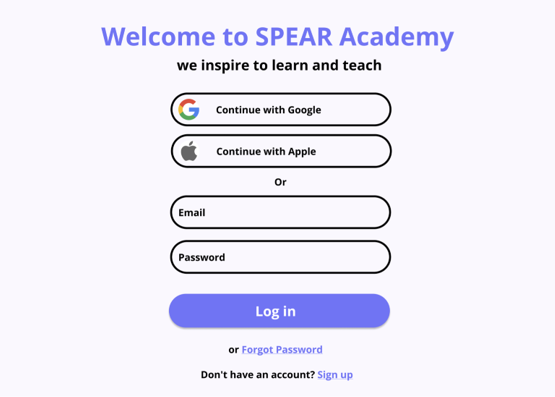 Welcome to SPEAR Academy
we inspire to learn and teach
Continue with Google
Continue with Apple
Or
Email
Password
Log in
or Forgot Password
Don't have an account? Sign up